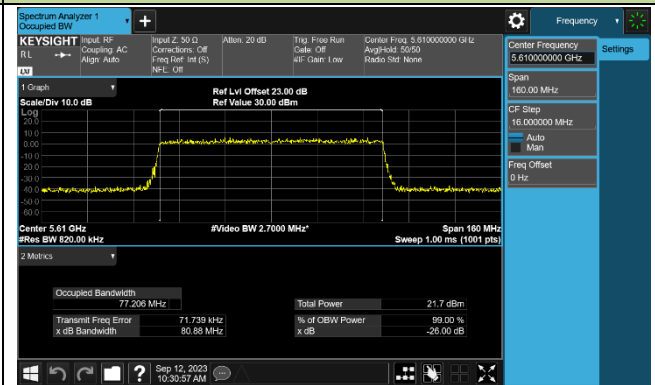 Spectrum Analyzer 1
Occupied BW
Frequency
KEYSIGHT Input: RF Input Z: 50 Ω Atten: 20 dB Trig: Free Run Center Freq: 5.610000000 GHz
RL Coupling: AC Corrections: Off Gate: Off Avg|Hold: 50/50
Align: Auto Freq Ref: Int (S) #IF Gain: Low Radio Std: None
LXI NFE: Off
Center Frequency
5.610000000 GHz
Settings
Span
160.00 MHz
CF Step
16.000000 MHz
Auto
Man
Freq Offset
0 Hz
1 Graph
Ref Lvl Offset 23.00 dB
Scale/Div 10.0 dB Ref Value 30.00 dBm
Log
20.0
10.0
0.00
-10.0
-20.0
-30.0
-40.0
-50.0
-60.0
Center 5.61 GHz #Video BW 2.7000 MHz* Span 160 MHz
#Res BW 820.00 kHz Sweep 1.00 ms (1001 pts)
2 Metrics
Occupied Bandwidth
77.206 MHz Total Power 21.7 dBm
Transmit Freq Error 71.739 kHz % of OBW Power 99.00 %
x dB Bandwidth 80.88 MHz x dB -26.00 dB
Sep 12, 2023
10:30:57 AM